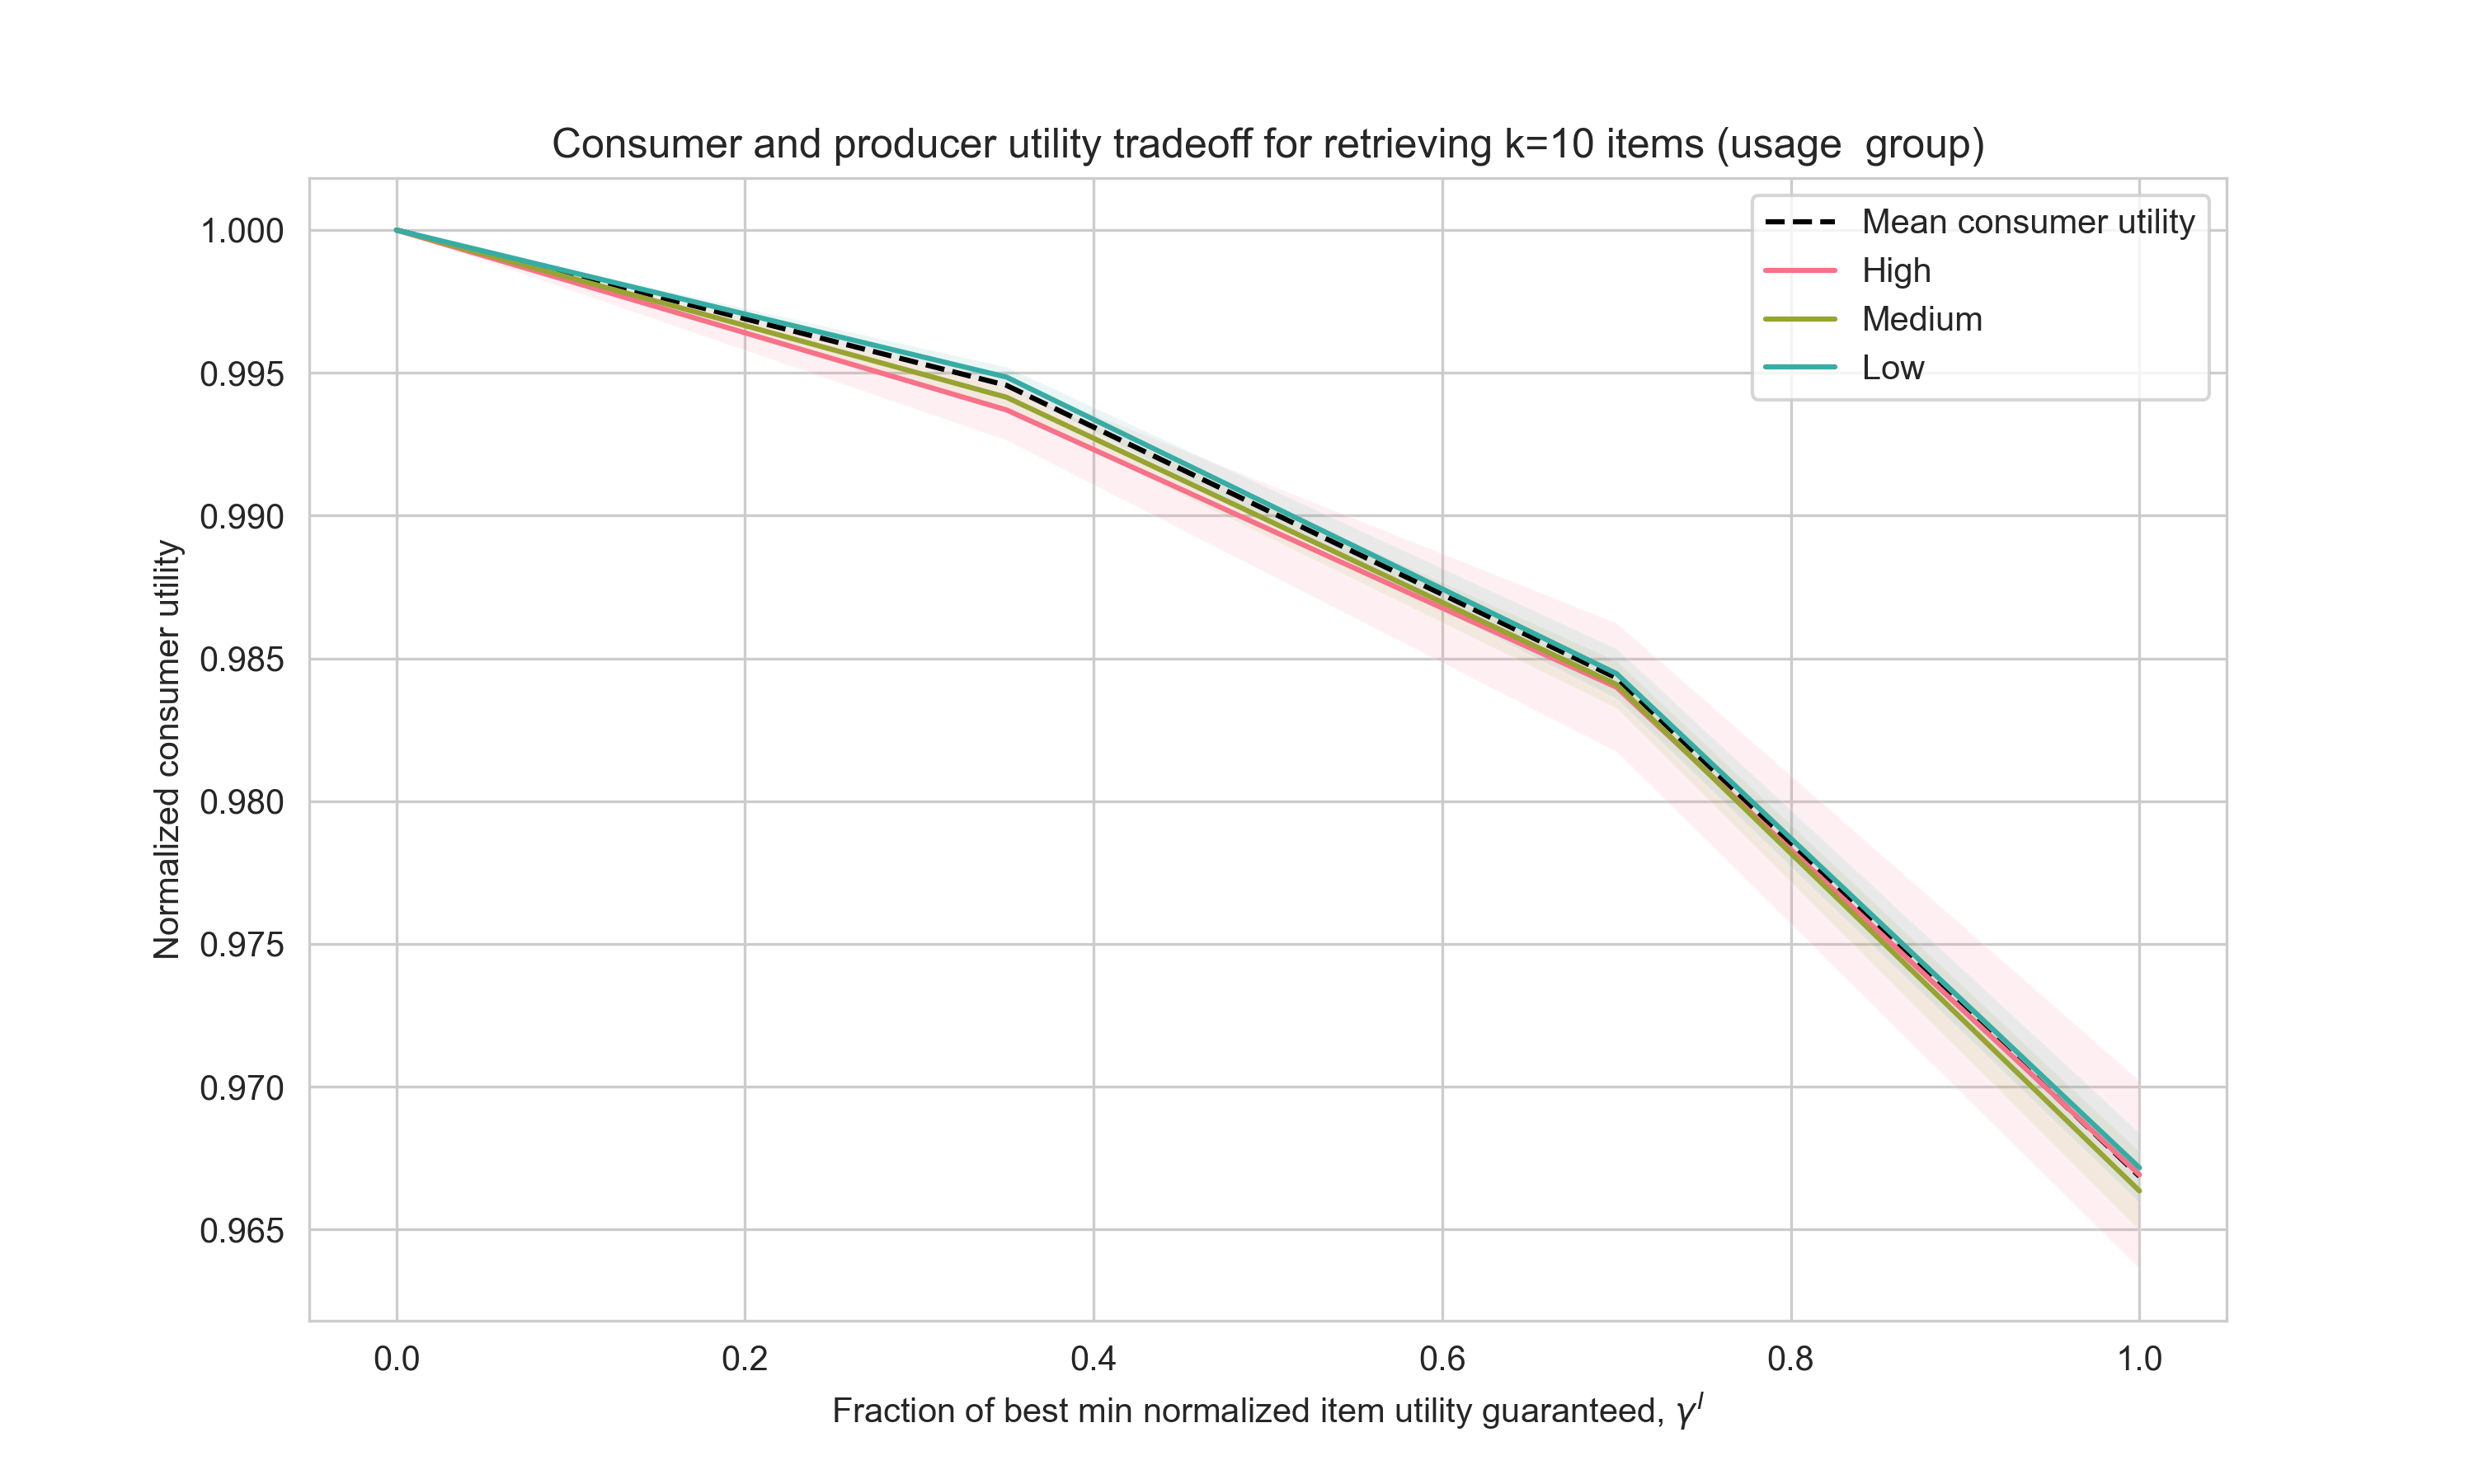 Consumer and producer utility tradeoff for retrieving k=10 items (usage  group)
Mean consumer utility
High
Medium
Low
1.000
0.995
0.990
0.985
0.980
0.975
0.970
0.965
Normalized consumer utility
0.0 0.2 0.4 0.6 0.8 1.0
Fraction of best min normalized item utility guaranteed, γ^I